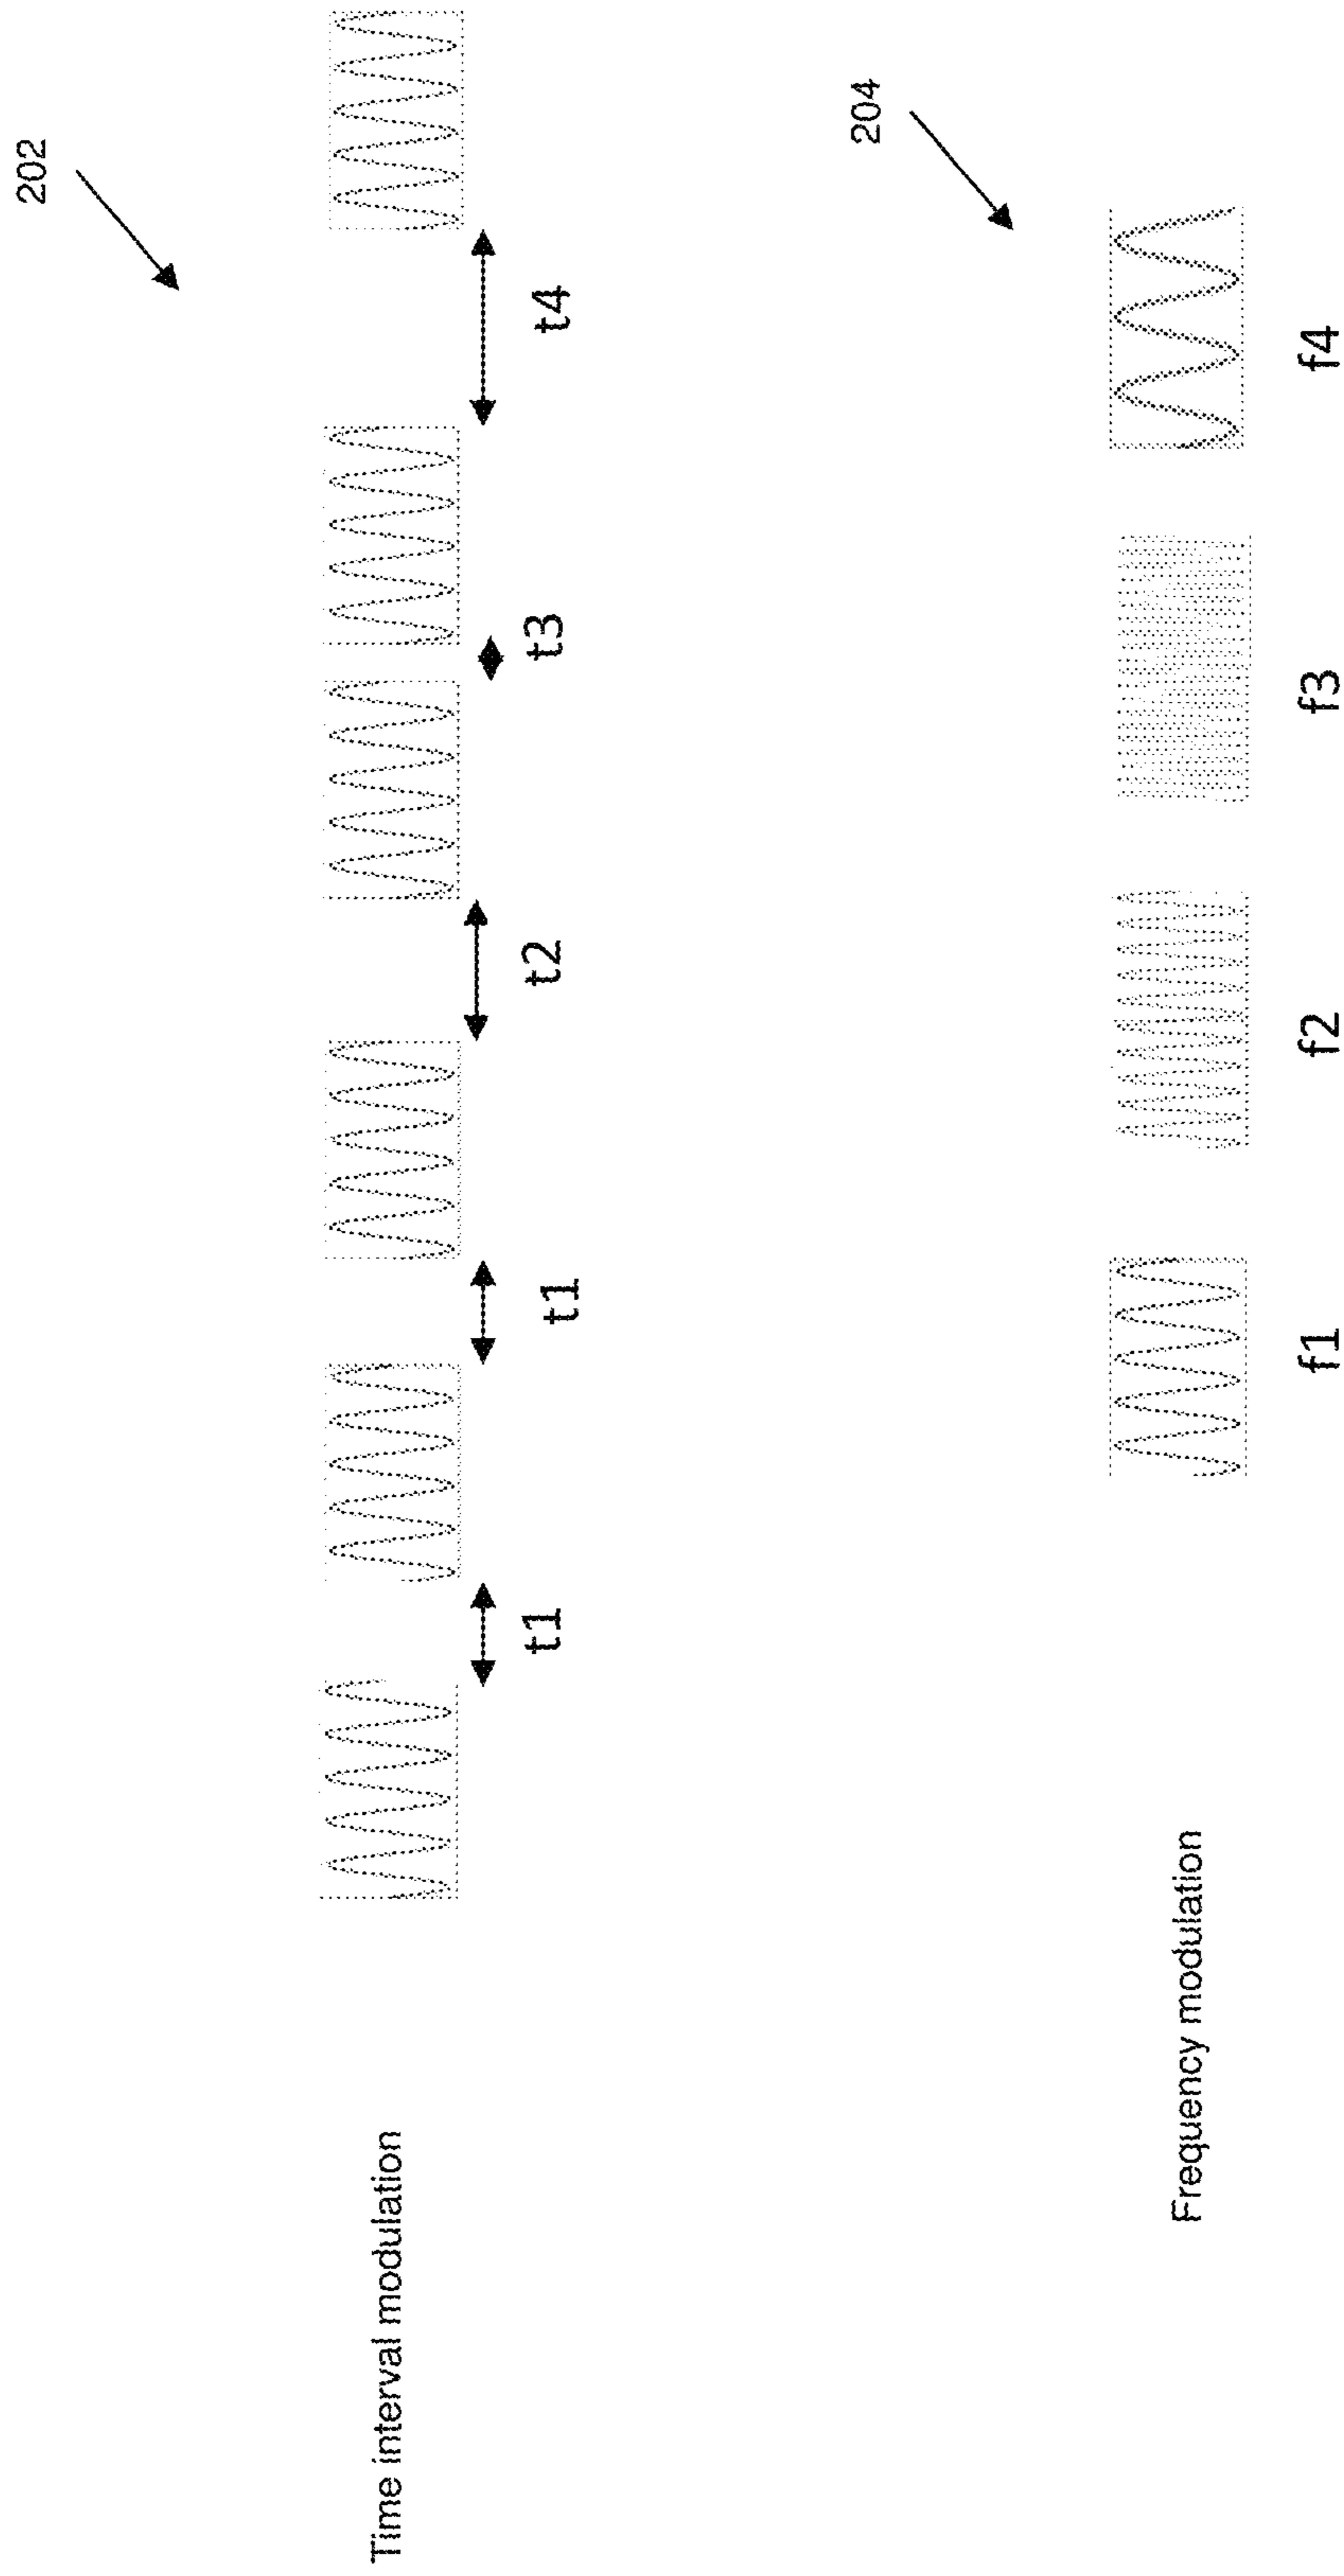 202
Time interval modulation
t1
t1
t2
t3
t4
204
Frequency modulation
f1
f2
f3
f4